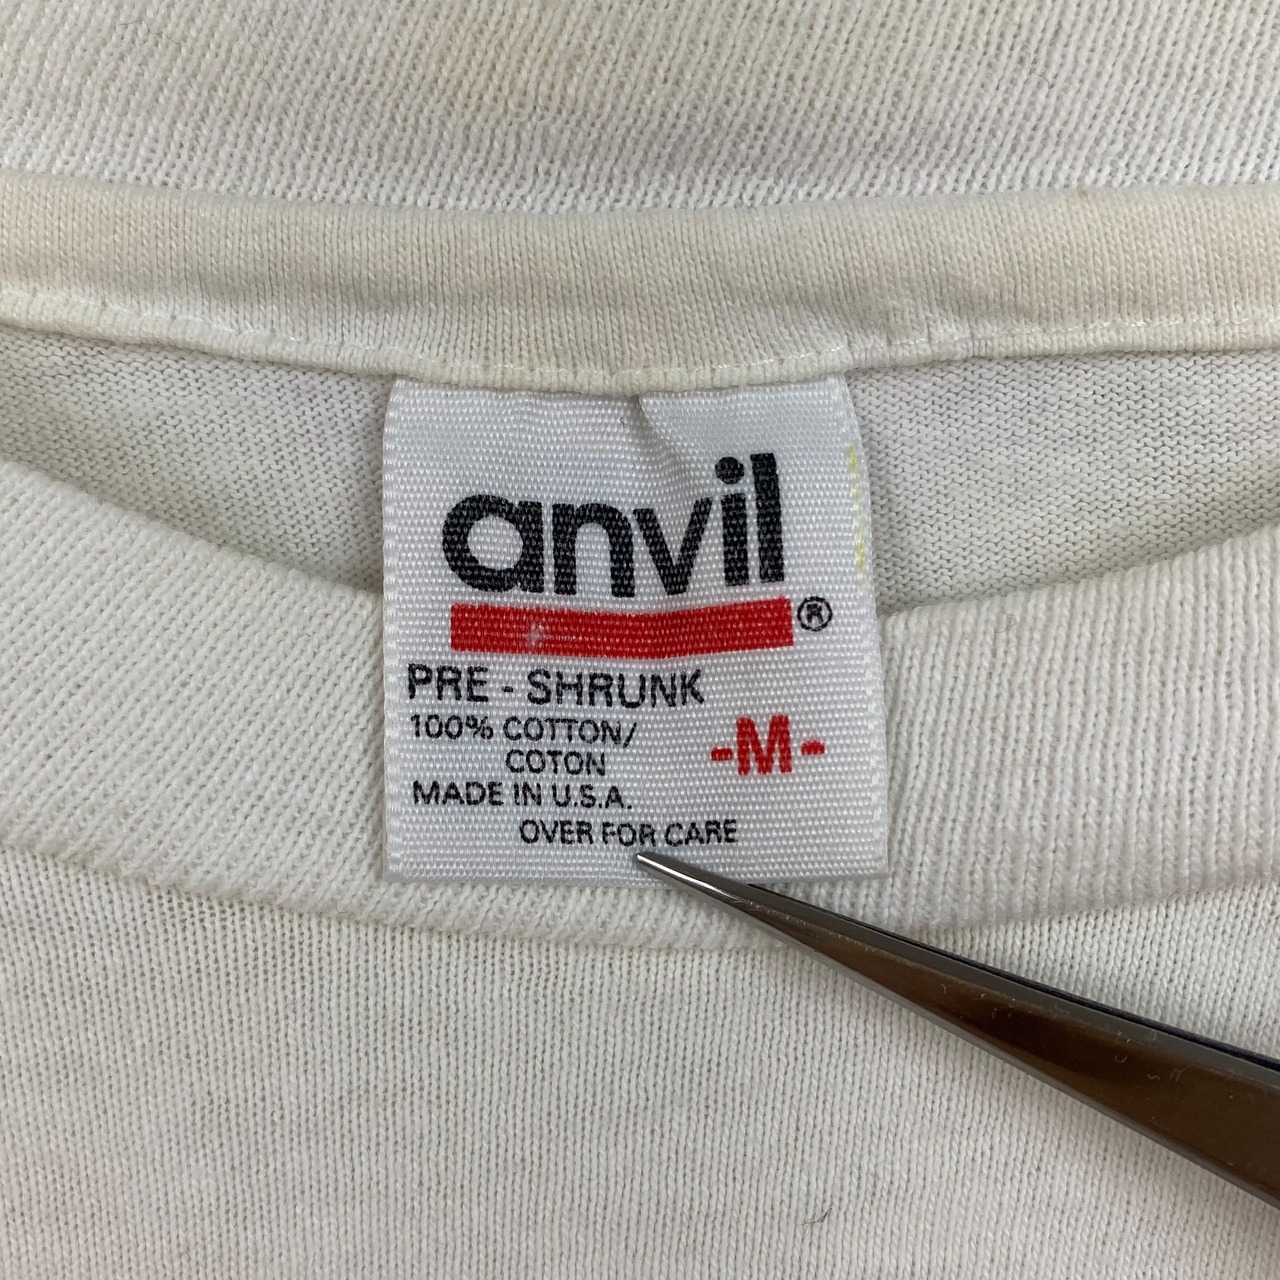 anvil®
PRE - SHRUNK
100% COTTON/
COTON
-M-
MADE IN U.S.A.
OVER FOR CARE